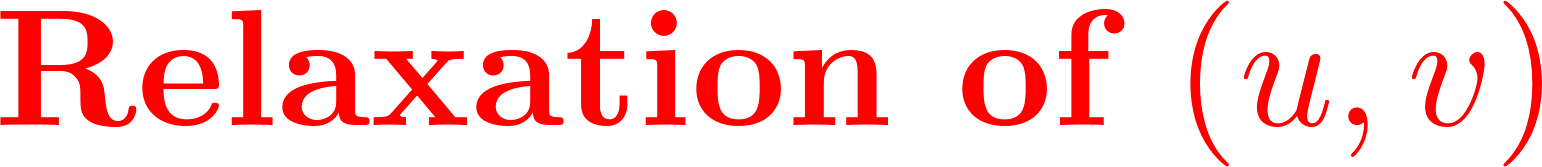 Relaxation of (u, v)